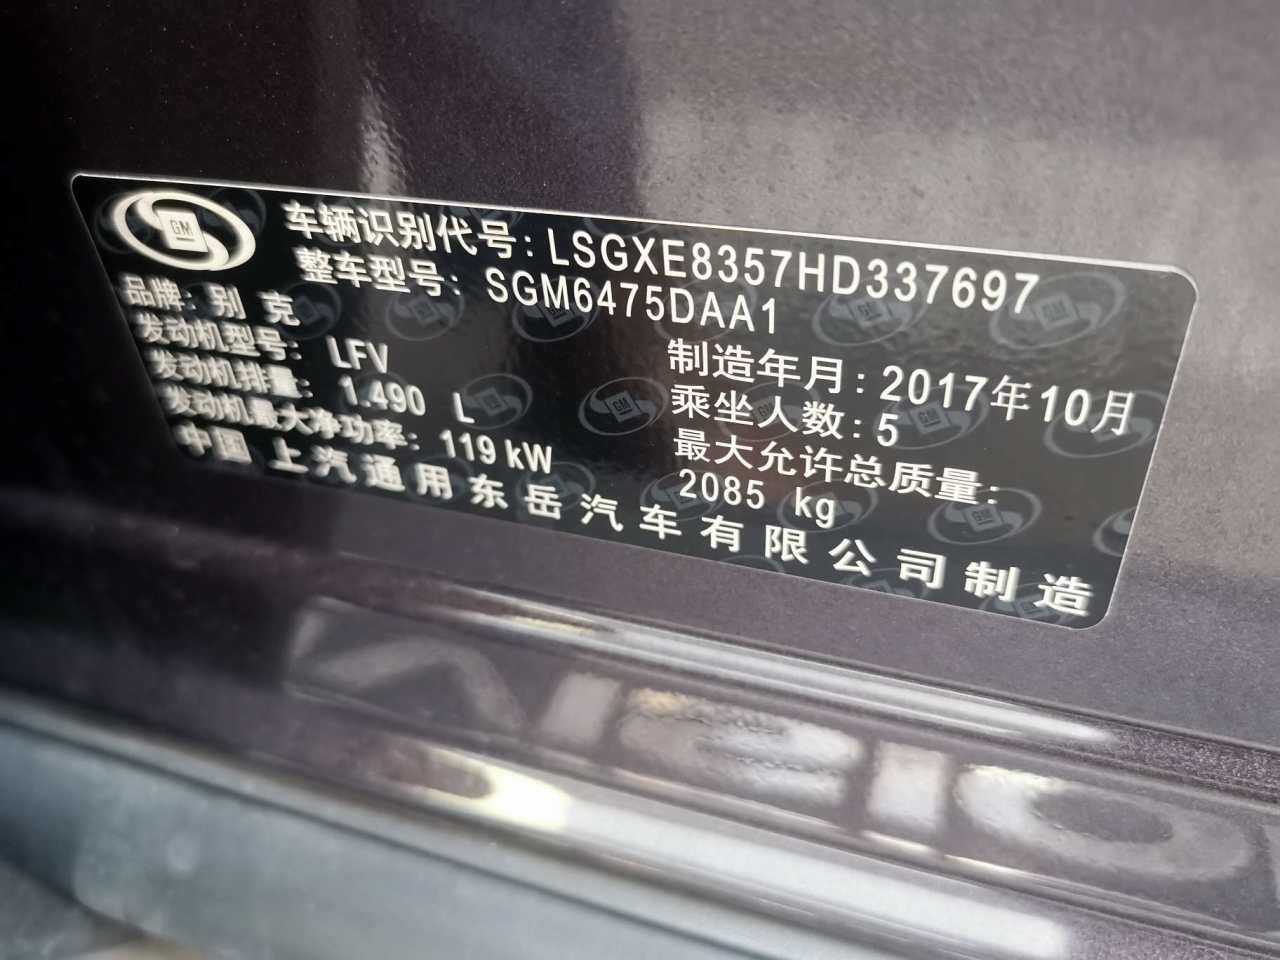 GM
车辆识别代号: LSGXE8357HD337697
整车型号: SGM6475DAA1
品牌: 别 克
制造年月: 2017年10月
发动机型号: LFV
乘坐人数: 5
发动机排量: 1.490 L
最大允许总质量:
2085 kg
发动机最大净功率: 119 kW
中国上汽通用东岳汽车有限公司制造